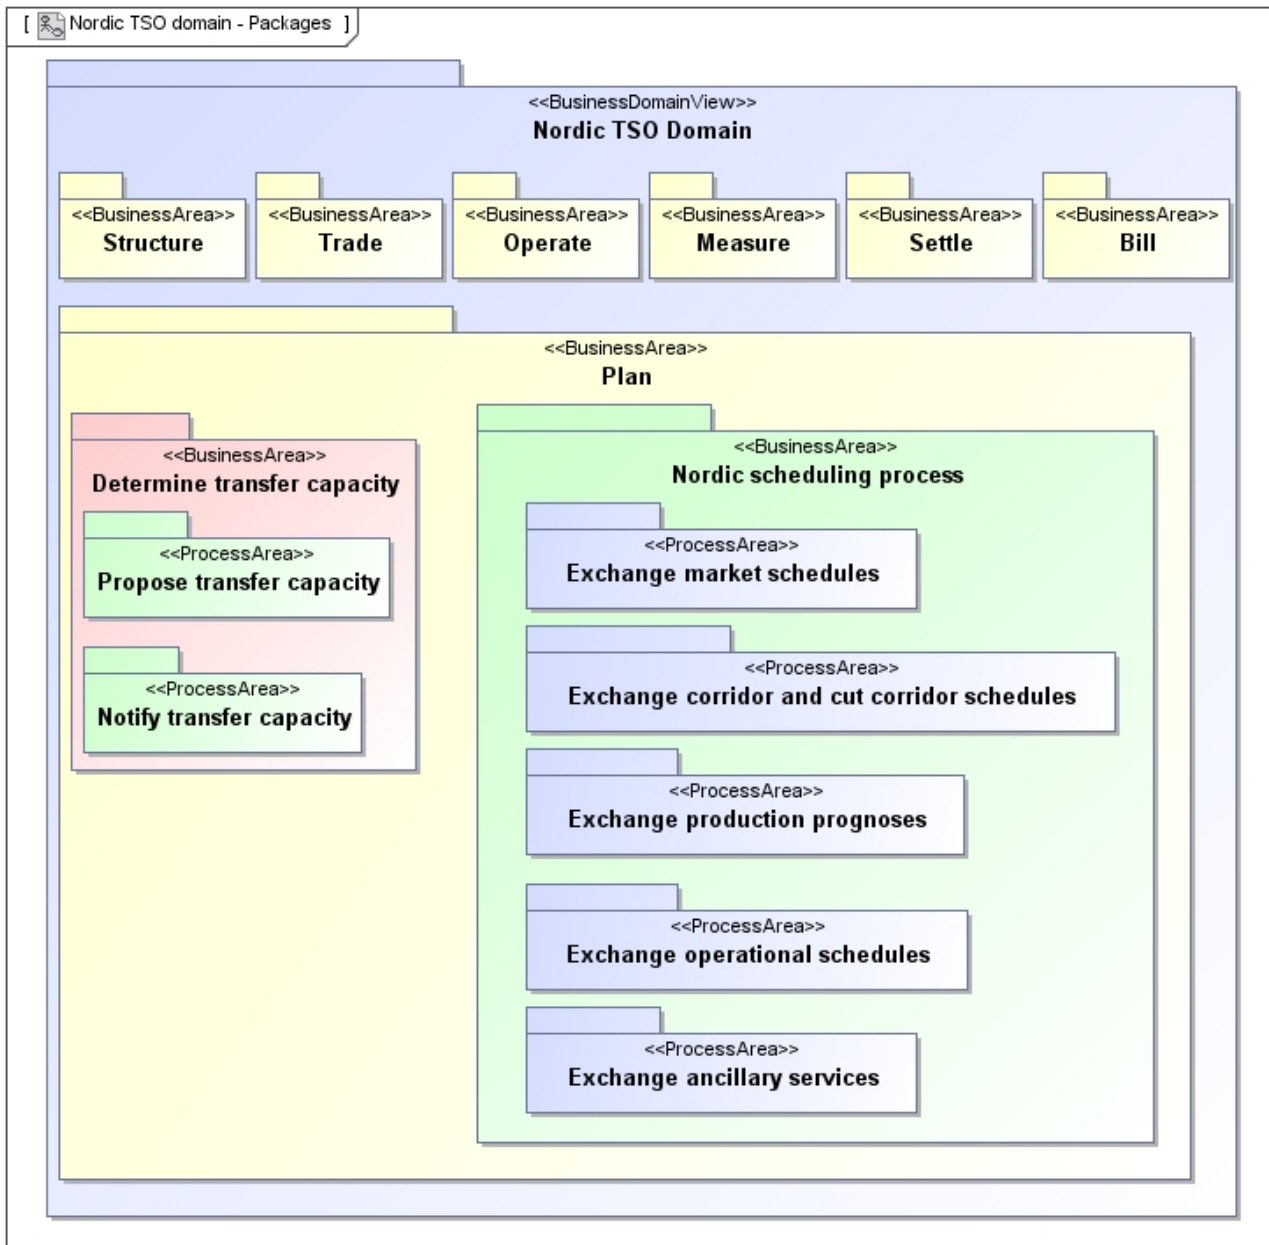 [ Nordic TSO domain - Packages ]
<<BusinessDomainView>>
Nordic TSO Domain
<<BusinessArea>> <<BusinessArea>> <<BusinessArea>> <<BusinessArea>> <<BusinessArea>> <<BusinessArea>>
Structure Trade Operate Measure Settle Bill
<<BusinessArea>>
Plan
<<BusinessArea>>
Determine transfer capacity
<<ProcessArea>>
Propose transfer capacity
<<ProcessArea>>
Notify transfer capacity
<<BusinessArea>>
Nordic scheduling process
<<ProcessArea>>
Exchange market schedules
<<ProcessArea>>
Exchange corridor and cut corridor schedules
<<ProcessArea>>
Exchange production prognoses
<<ProcessArea>>
Exchange operational schedules
<<ProcessArea>>
Exchange ancillary services